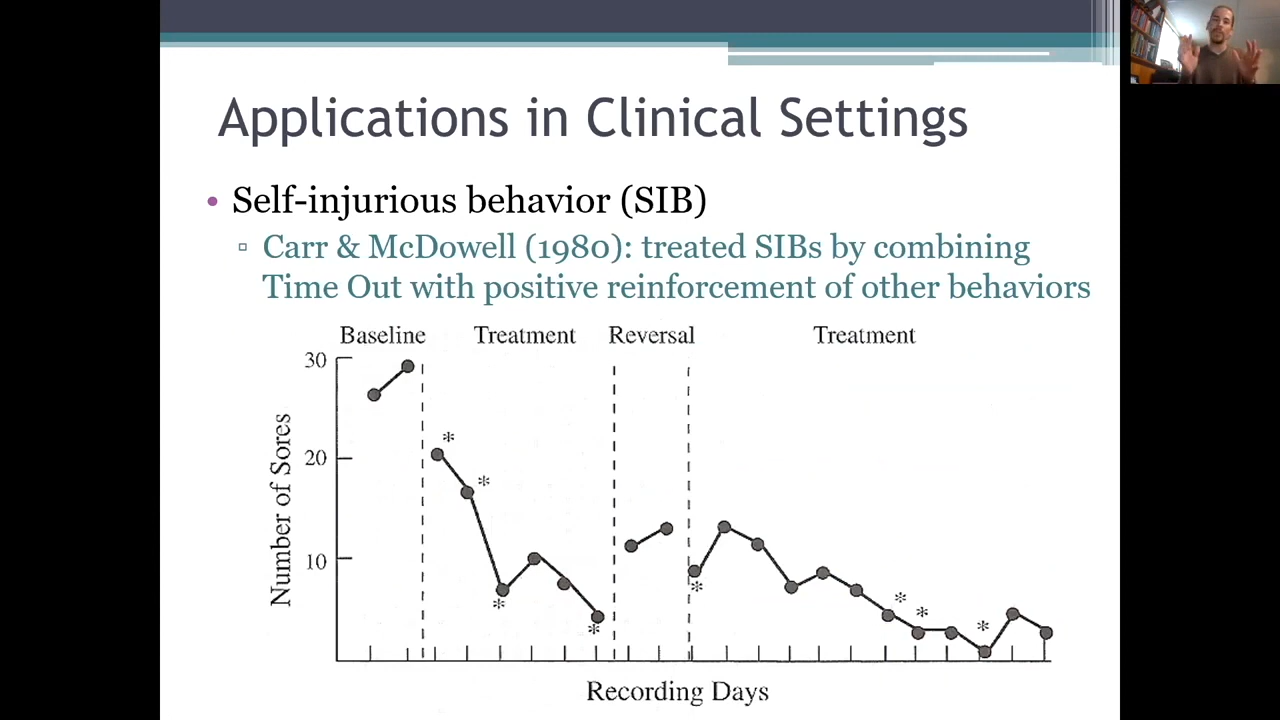 Applications in Clinical Settings
• Self-injurious behavior (SIB)
▫ Carr & McDowell (1980): treated SIBs by combining
Time Out with positive reinforcement of other behaviors
Baseline Treatment Reversal Treatment
30
20
10
Number of Sores
* * * * * * * *
Recording Days